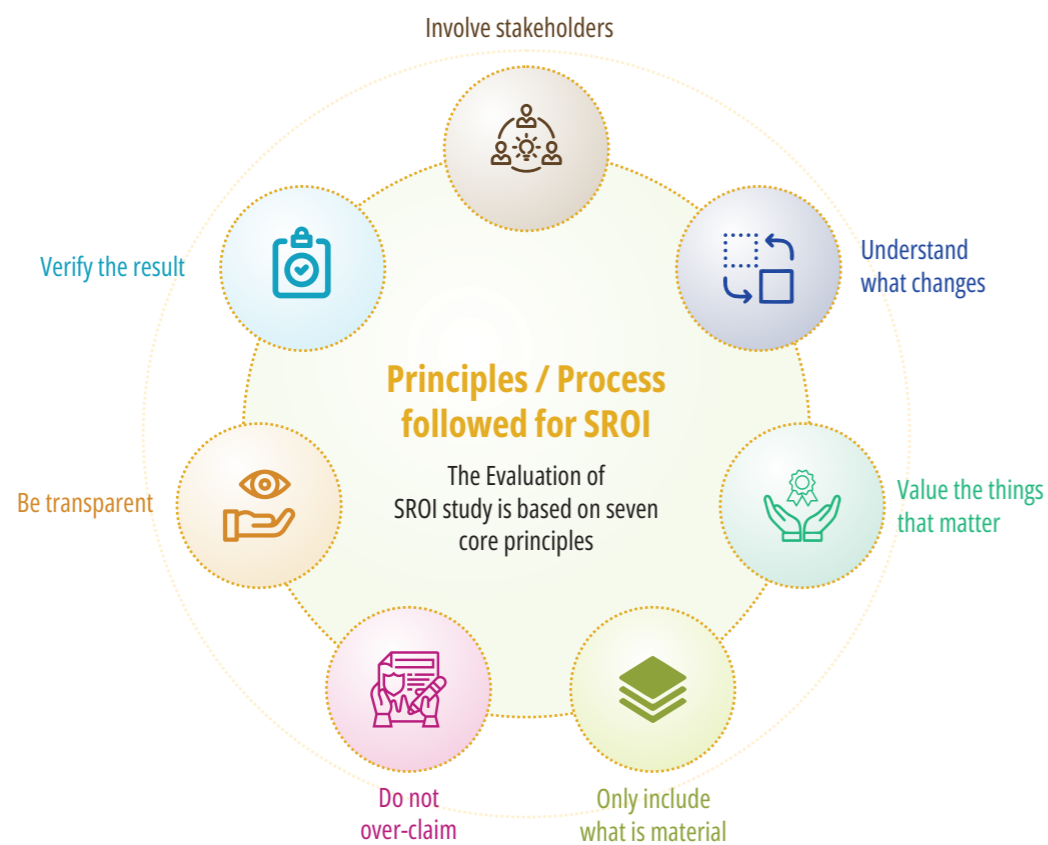 Involve stakeholders
Understand
what changes
Value the things
that matter
Only include
what is material
Do not
over-claim
Be transparent
Verify the result
Principles / Process
followed for SROI
The Evaluation of
SROI study is based on seven
core principles